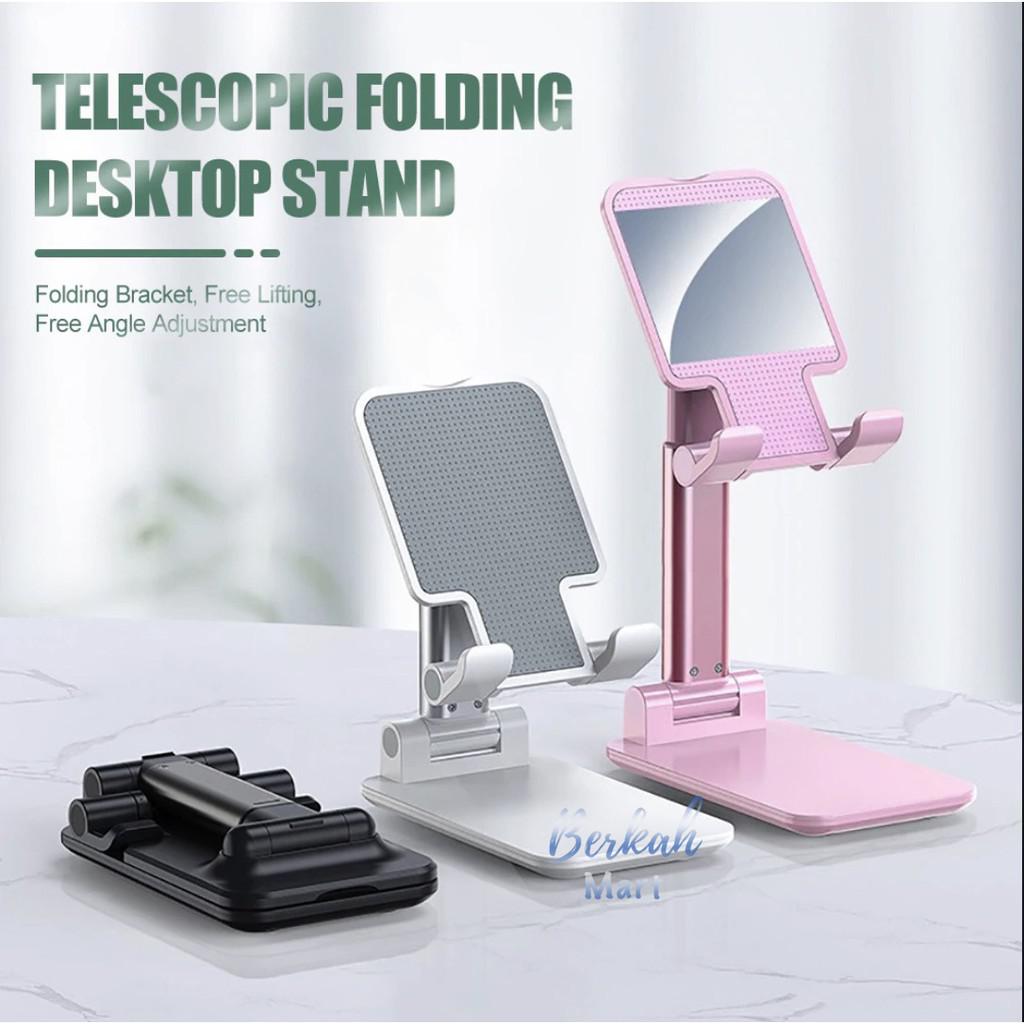 TELESCOPIC FOLDING
DESKTOP STAND
Folding Bracket, Free Lifting,
Free Angle Adjustment
Berkah
Mart